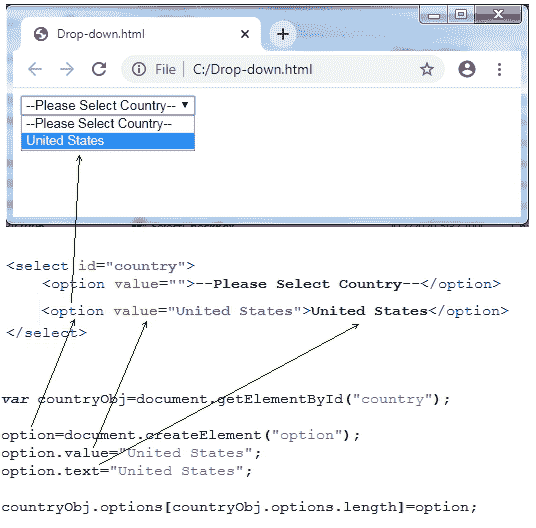 Drop-down.html
File | C:/Drop-down.html
--Please Select Country--
--Please Select Country--
United States
<select id="country">
<option value="">--Please Select Country--</option>
<option value="United States">United States</option>
</select>
var countryObj=document.getElementById("country");
option=document.createElement("option");
option.value="United States";
option.text="United States";
countryObj.options[countryObj.options.length]=option;